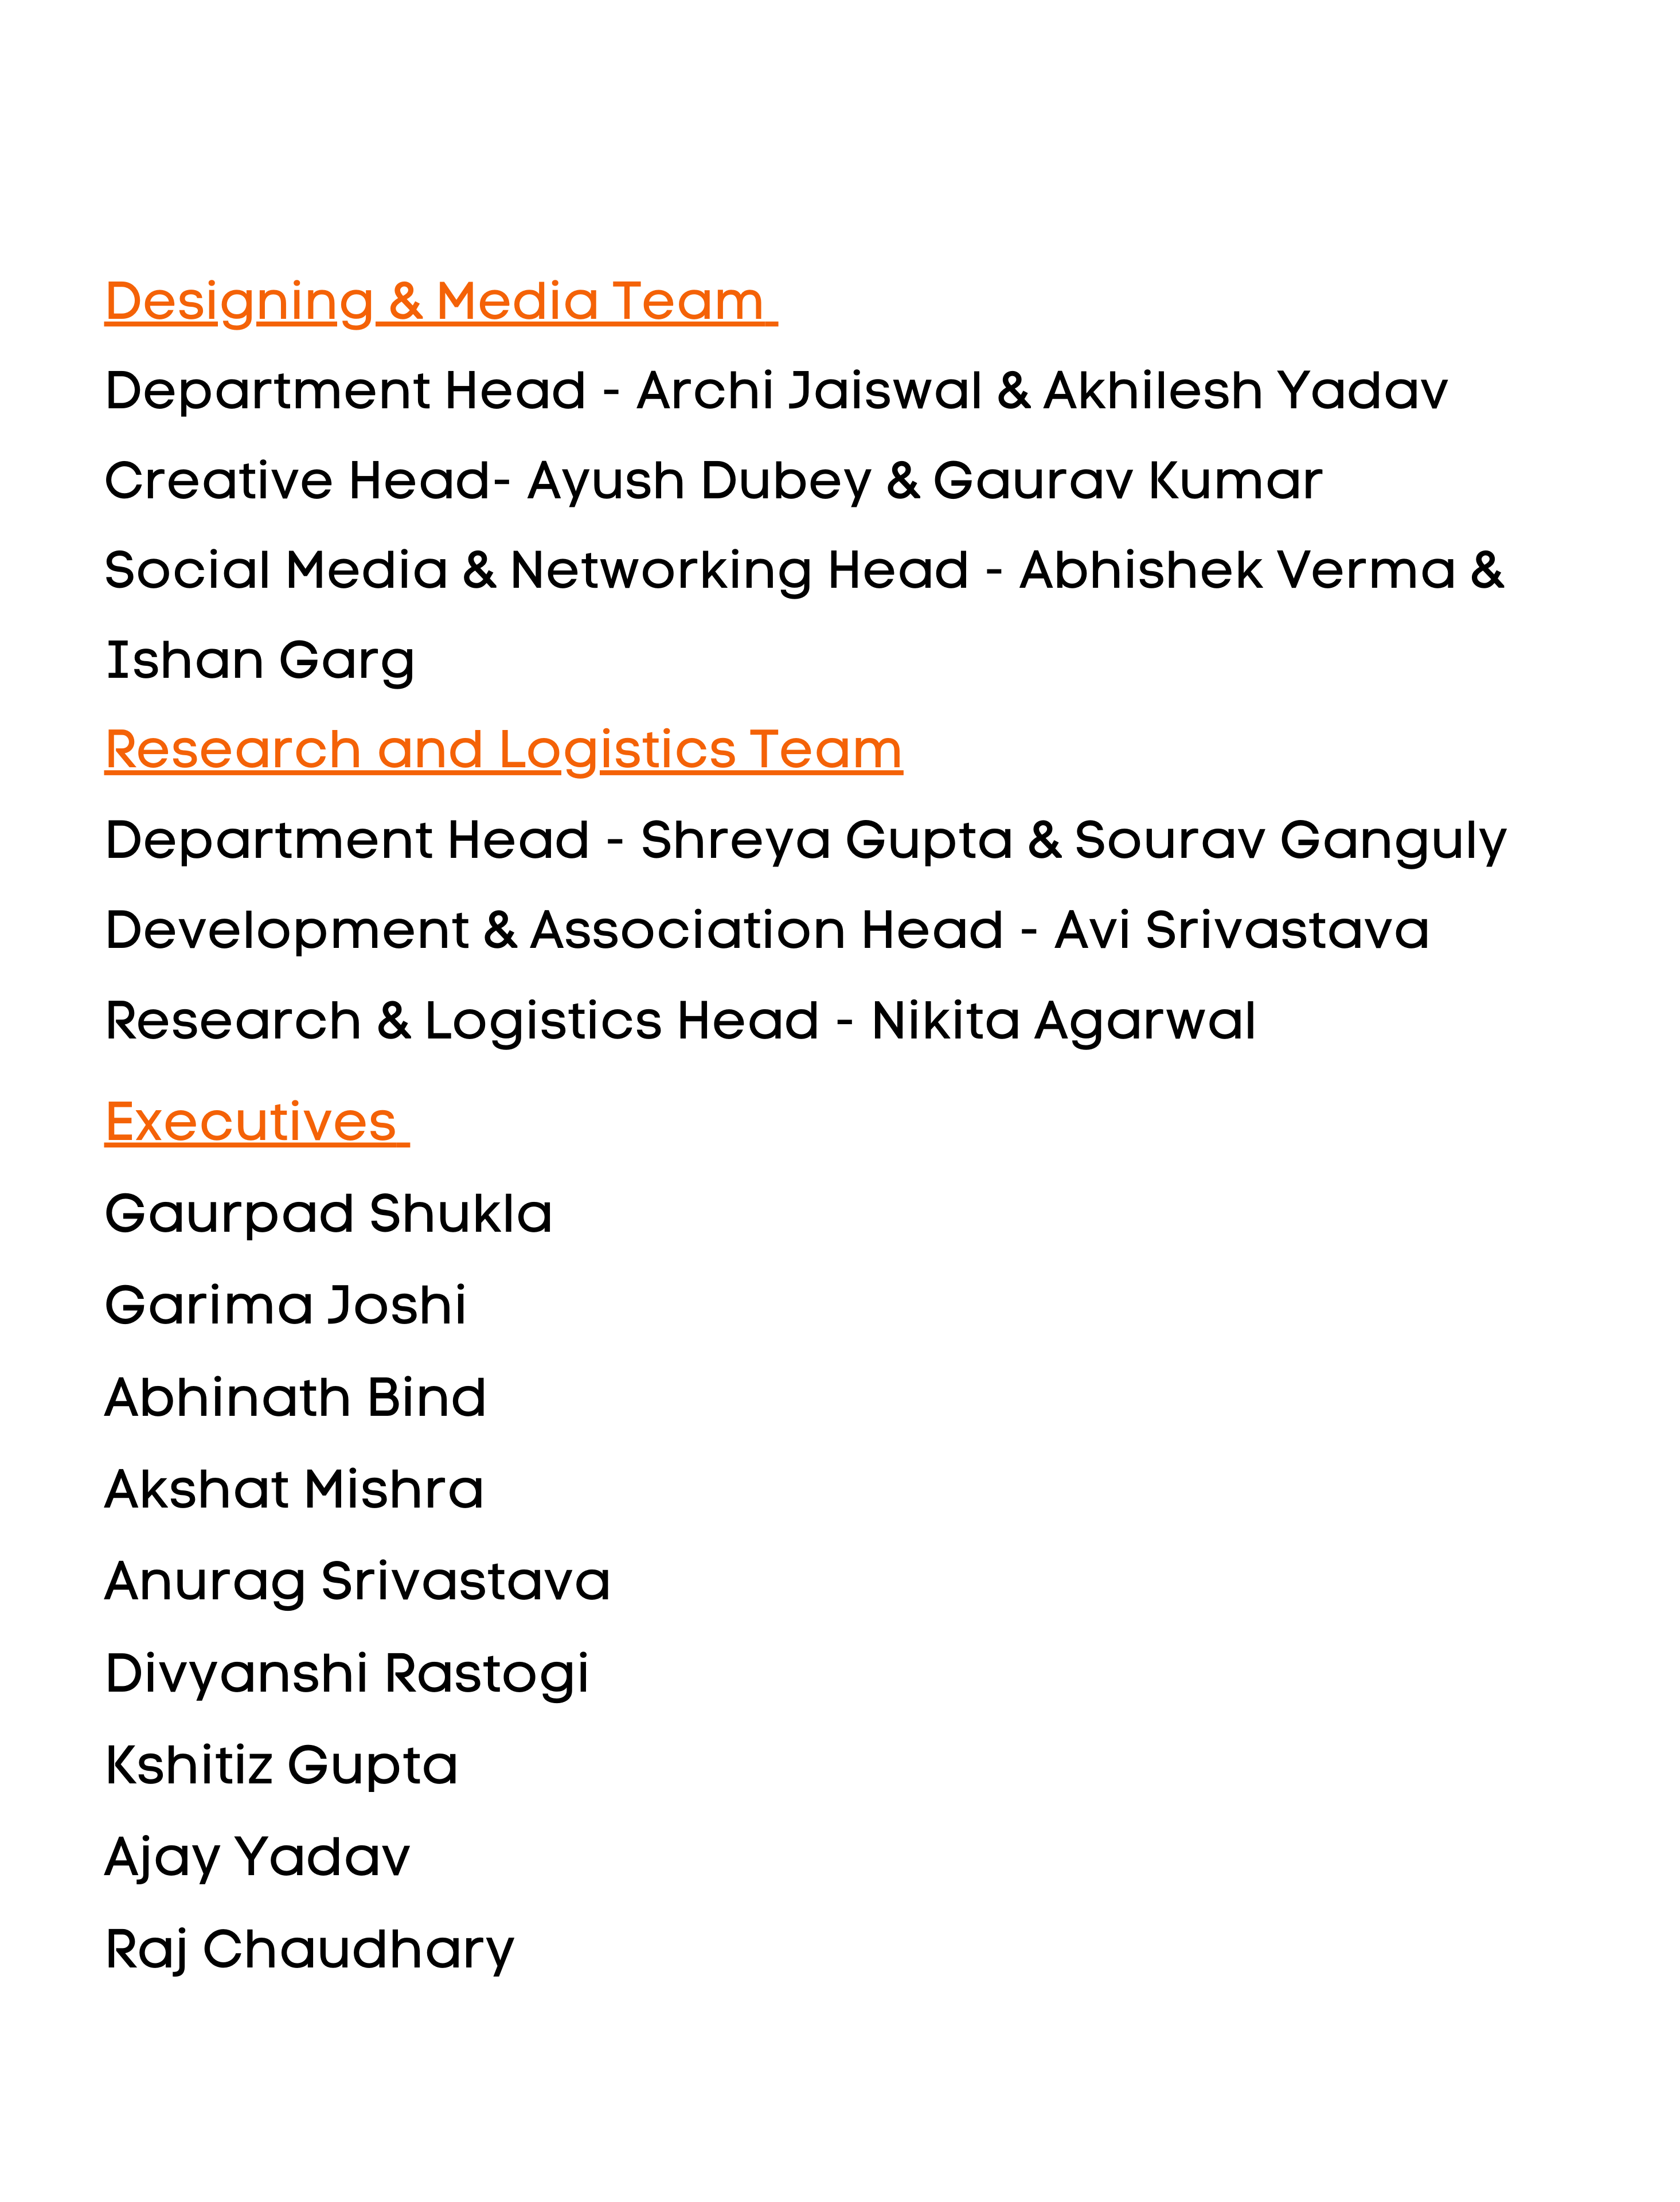 Designing & Media Team
Department Head - Archi Jaiswal & Akhilesh Yadav
Creative Head- Ayush Dubey & Gaurav Kumar
Social Media & Networking Head - Abhishek Verma &
Ishan Garg
Research and Logistics Team
Department Head - Shreya Gupta & Sourav Ganguly
Development & Association Head - Avi Srivastava
Research & Logistics Head - Nikita Agarwal
Executives
Gaurpad Shukla
Garima Joshi
Abhinath Bind
Akshat Mishra
Anurag Srivastava
Divyanshi Rastogi
Kshitiz Gupta
Ajay Yadav
Raj Chaudhary